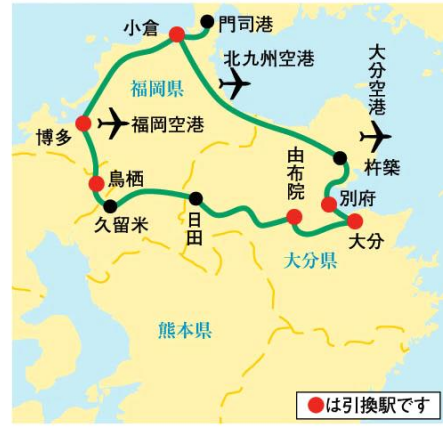 小倉
門司港
北九州空港
大分空港
福岡県
博多
福岡空港
杵築
由布院
鳥栖
別府
久留米
日田
大分
大分県
熊本県
●は引換駅です